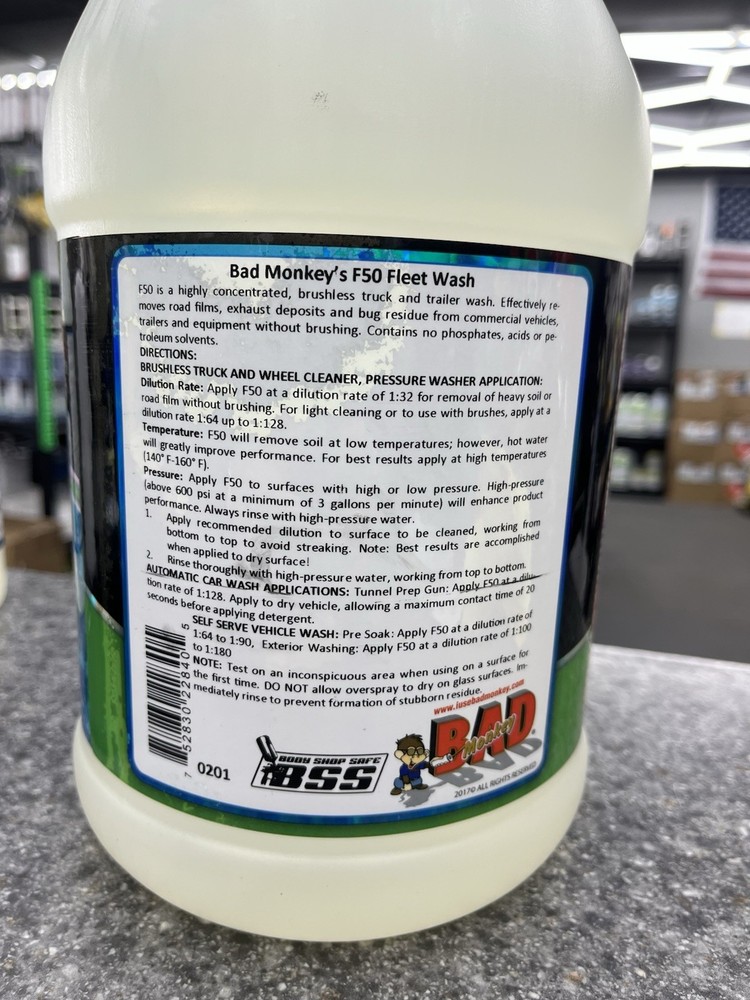 Bad Monkey's F50 Fleet Wash
F50 is a highly concentrated, brushless truck and trailer wash. Effectively re-
moves road films, exhaust deposits and bug residue from commercial vehicles,
trailers and equipment without brushing. Contains no phosphates, acids or pe-
troleum solvents.
DIRECTIONS:
BRUSHLESS TRUCK AND WHEEL CLEANER, PRESSURE WASHER APPLICATION:
Dilution Rate: Apply F50 at a dilution rate of 1:32 for removal of heavy soil or
road film without brushing. For light cleaning or to use with brushes, apply at a
dilution rate 1:64 up to 1:128.
Temperature: F50 will remove soil at low temperatures; however, hot water
will greatly improve performance. For best results apply at high temperatures
(140° F-160° F).
Pressure: Apply F50 to surfaces with high or low pressure. High-pressure
(above 600 psi at a minimum of 3 gallons per minute) will enhance product
performance. Always rinse with high-pressure water.
1. Apply recommended dilution to surface to be cleaned, working from
bottom to top to avoid streaking. Note: Best results are accomplished
when applied to dry surface!
2. Rinse thoroughly with high-pressure water, working from top to bottom.
AUTOMATIC CAR WASH APPLICATIONS: Tunnel Prep Gun: Apply F50 at a dilu-
tion rate of 1:128. Apply to dry vehicle, allowing a maximum contact time of 20
seconds before applying detergent.
SELF SERVE VEHICLE WASH: Pre Soak: Apply F50 at a dilution rate of
1:64 to 1:90, Exterior Washing: Apply F50 at a dilution rate of 1:100
to 1:180
NOTE: Test on an inconspicuous area when using on a surface for
the first time. DO NOT allow overspray to dry on glass surfaces. Im-
mediately rinse to prevent formation of stubborn residue.
7 52830 22840 5
0201
BODY SHOP SAFE
BSS
www.iusebadmonkey.com
BAD
Monkey
2017© ALL RIGHTS RESERVED